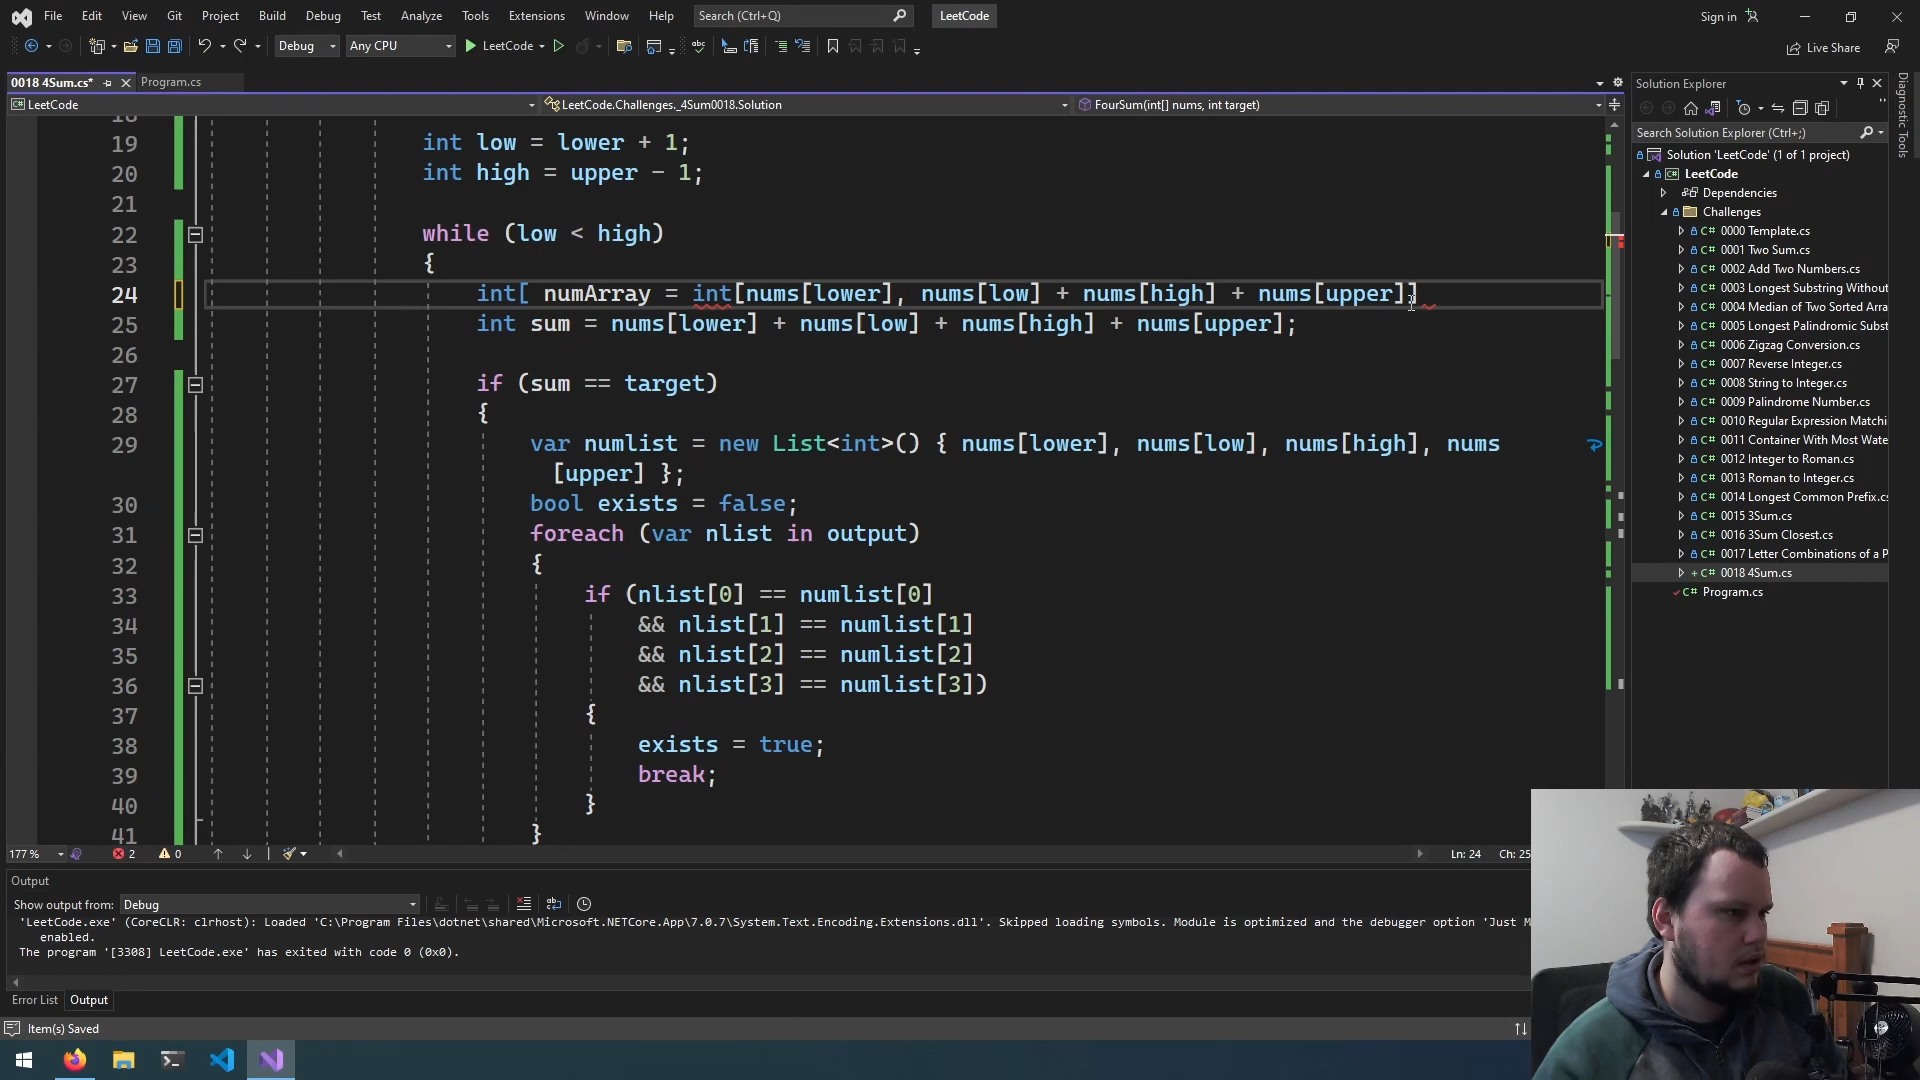 File Edit View Git Project Build Debug Test Analyze Tools Extensions Window Help Search (Ctrl+Q) LeetCode Sign in
Debug Any CPU LeetCode Live Share
0018 4Sum.cs* Program.cs
LeetCode LeetCode.Challenges._4Sum0018.Solution FourSum(int[] nums, int target)
19 int low = lower + 1;
20 int high = upper - 1;
21
22 while (low < high)
23 {
24 int[ numArray = int[nums[lower], nums[low] + nums[high] + nums[upper]]
25 int sum = nums[lower] + nums[low] + nums[high] + nums[upper];
26
27 if (sum == target)
28 {
29 var numlist = new List<int>() { nums[lower], nums[low], nums[high], nums
[upper] };
30 bool exists = false;
31 foreach (var nlist in output)
32 {
33 if (nlist[0] == numlist[0]
34 && nlist[1] == numlist[1]
35 && nlist[2] == numlist[2]
36 && nlist[3] == numlist[3])
37 {
38 exists = true;
39 break;
40 }
41 }
177 % 2 0 Ln: 24 Ch: 25
Output
Show output from: Debug
'LeetCode.exe' (CoreCLR: clrhost): Loaded 'C:\Program Files\dotnet\shared\Microsoft.NETCore.App\7.0.7\System.Text.Encoding.Extensions.dll'. Skipped loading symbols. Module is optimized and the debugger option 'Just M
enabled.
The program '[3308] LeetCode.exe' has exited with code 0 (0x0).
Error List Output
Item(s) Saved
Solution Explorer
Search Solution Explorer (Ctrl+;)
Solution 'LeetCode' (1 of 1 project)
LeetCode
Dependencies
Challenges
C# 0000 Template.cs
C# 0001 Two Sum.cs
C# 0002 Add Two Numbers.cs
C# 0003 Longest Substring Without
C# 0004 Median of Two Sorted Arra
C# 0005 Longest Palindromic Subst
C# 0006 Zigzag Conversion.cs
C# 0007 Reverse Integer.cs
C# 0008 String to Integer.cs
C# 0009 Palindrome Number.cs
C# 0010 Regular Expression Matchi
C# 0011 Container With Most Wate
C# 0012 Integer to Roman.cs
C# 0013 Roman to Integer.cs
C# 0014 Longest Common Prefix.cs
C# 0015 3Sum.cs
C# 0016 3Sum Closest.cs
C# 0017 Letter Combinations of a P
C# 0018 4Sum.cs
C# Program.cs
Diagnostic Tools